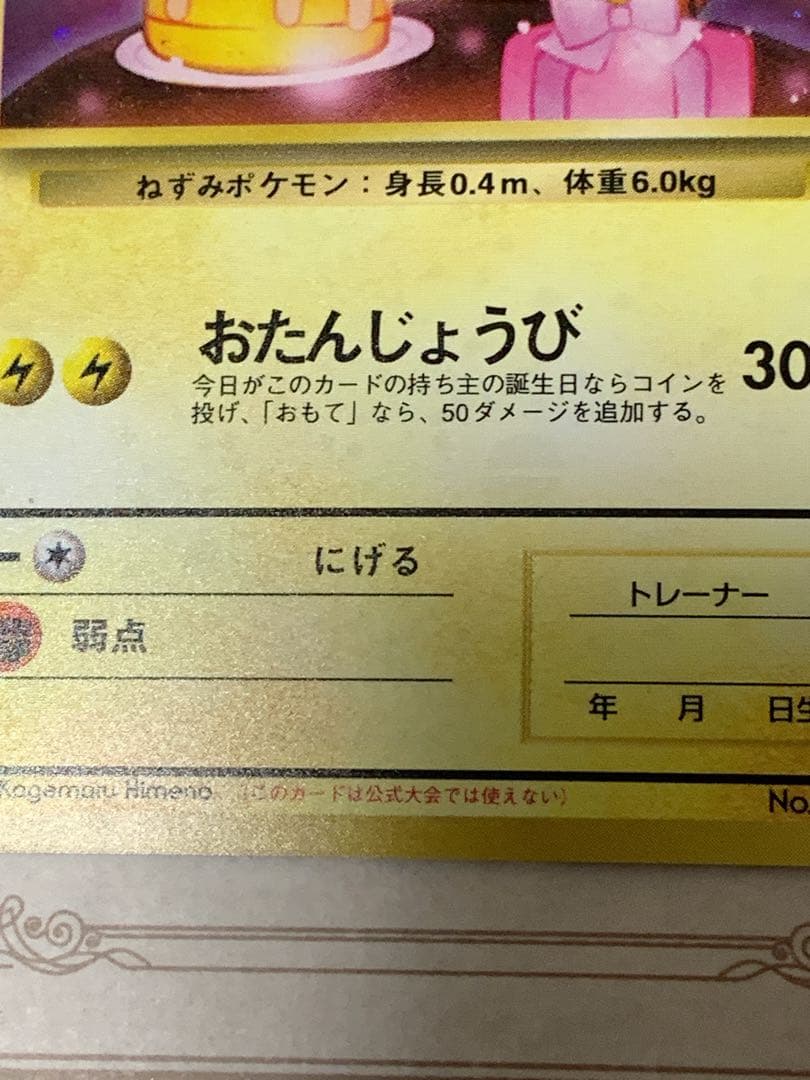 ねずみポケモン：身長0.4m、体重6.0kg
おたんじょうび 30
今日がこのカードの持ち主の誕生日ならコインを
投げ、「おもて」なら、50ダメージを追加する。
ー にげる
弱点
トレーナー
年 月 日生
Kagemaru Himeno (このカードは公式大会では使えない)
No.